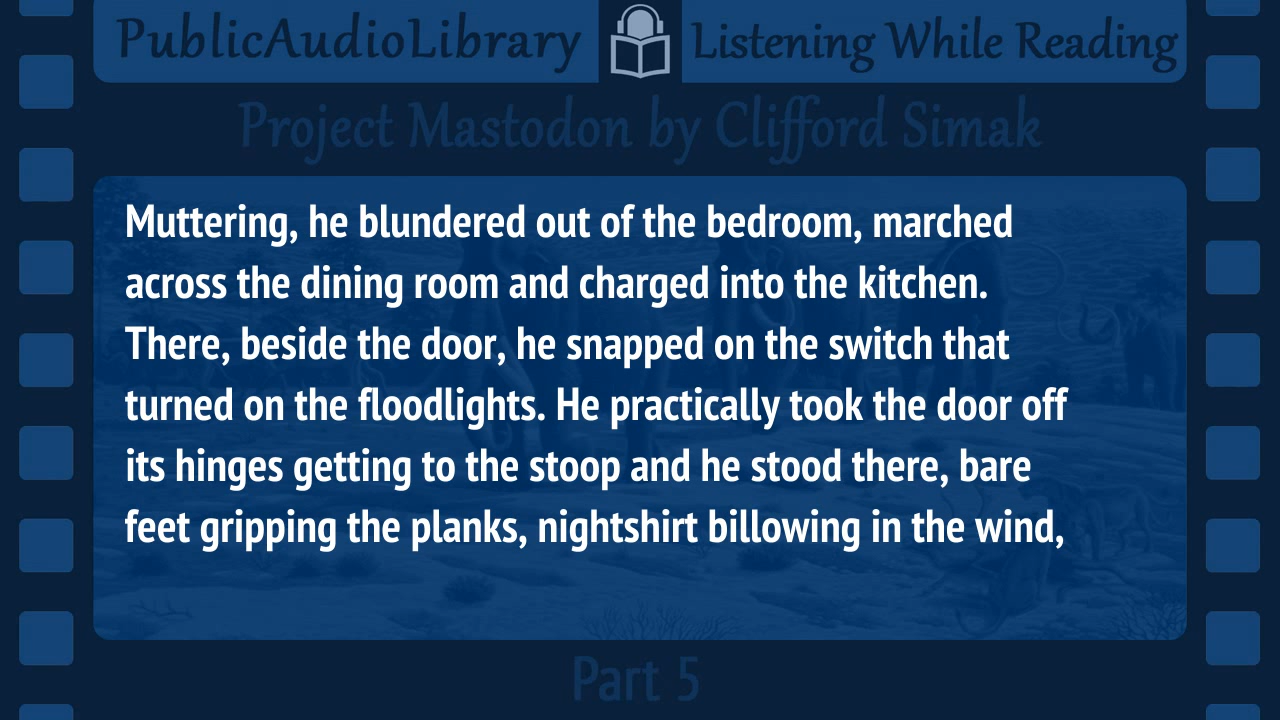 PublicAudioLibrary Listening While Reading
Project Mastodon by Clifford Simak
Muttering, he blundered out of the bedroom, marched
across the dining room and charged into the kitchen.
There, beside the door, he snapped on the switch that
turned on the floodlights. He practically took the door off
its hinges getting to the stoop and he stood there, bare
feet gripping the planks, nightshirt billowing in the wind,
Part 5